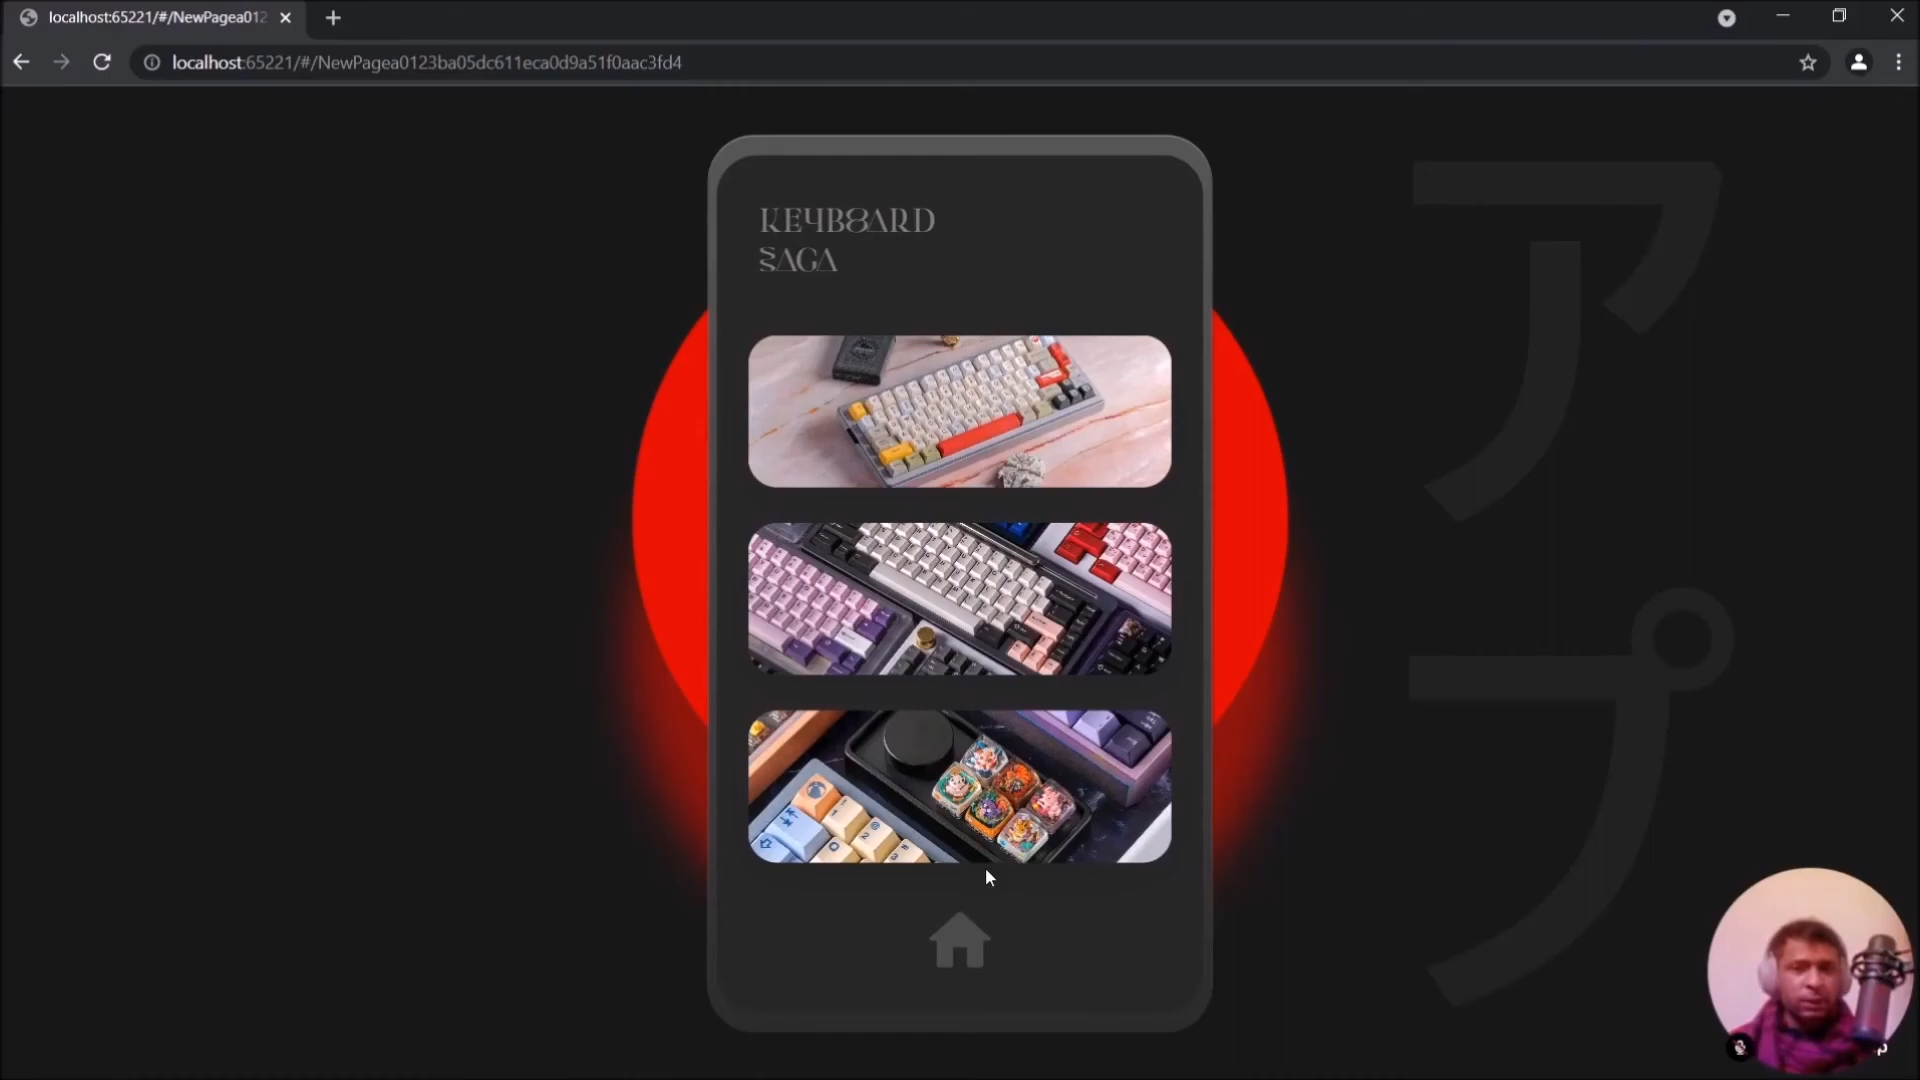 localhost:65221/#/NewPagea012
localhost:65221/#/NewPagea0123ba05dc611eca0d9a51f0aac3fd4
KEYBOARD
SAGA
ア
プ